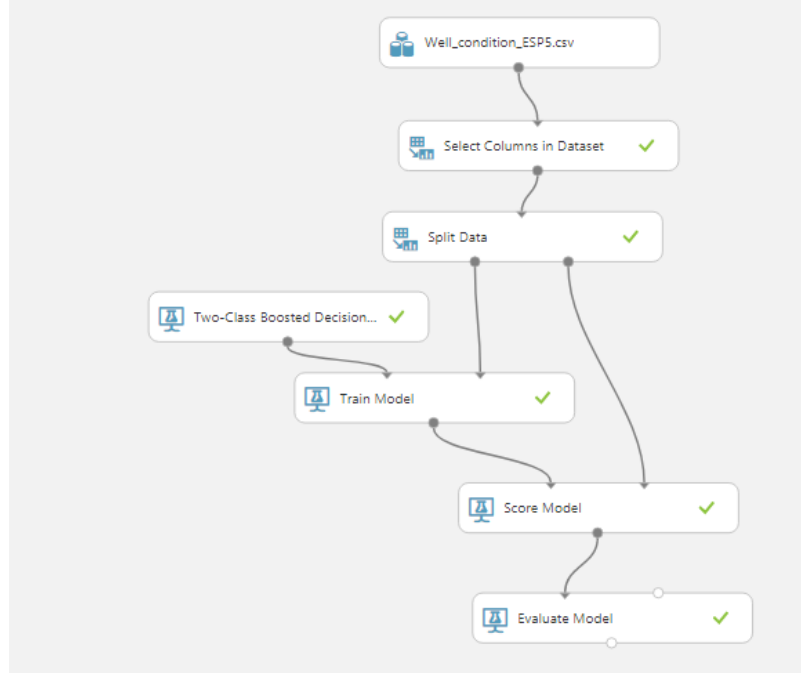 Well_condition_ESP5.csv
Select Columns in Dataset
Split Data
Two-Class Boosted Decision...
Train Model
Score Model
Evaluate Model